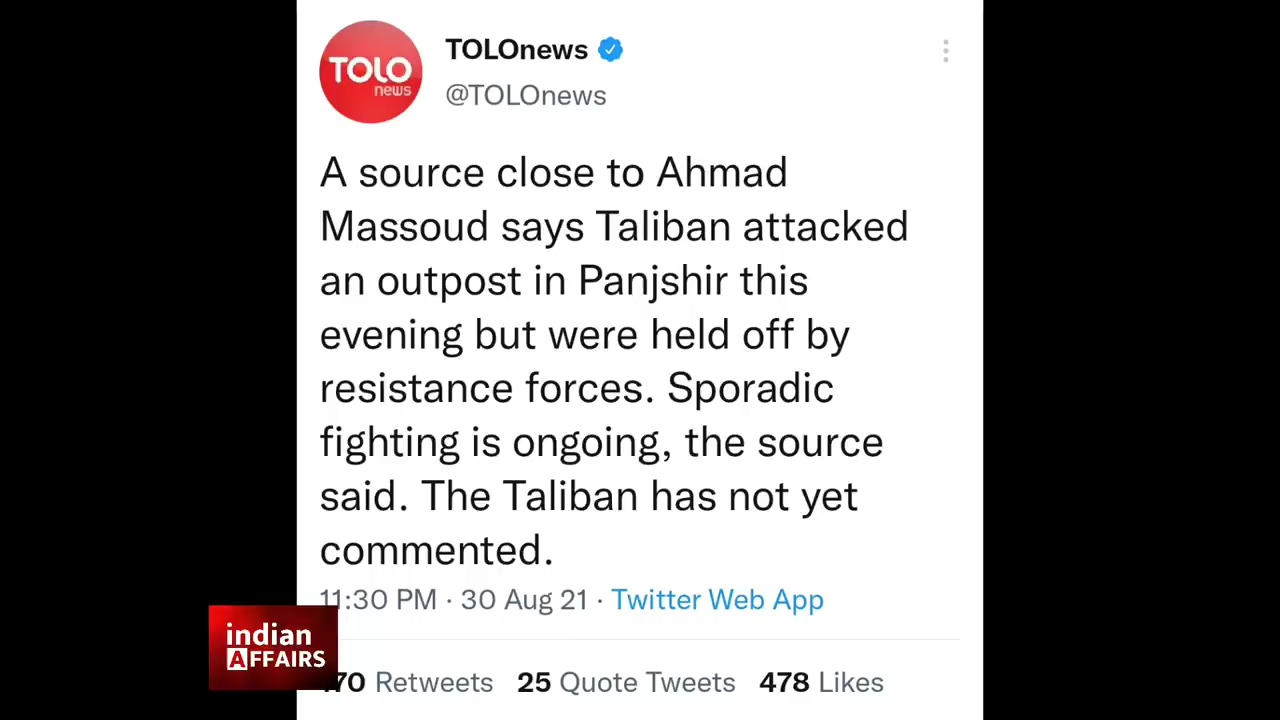 TOLO
news
TOLOnews
@TOLOnews
A source close to Ahmad
Massoud says Taliban attacked
an outpost in Panjshir this
evening but were held off by
resistance forces. Sporadic
fighting is ongoing, the source
said. The Taliban has not yet
commented.
11:30 PM · 30 Aug 21 · Twitter Web App
indian
AFFAIRS
Retweets 25 Quote Tweets 478 Likes